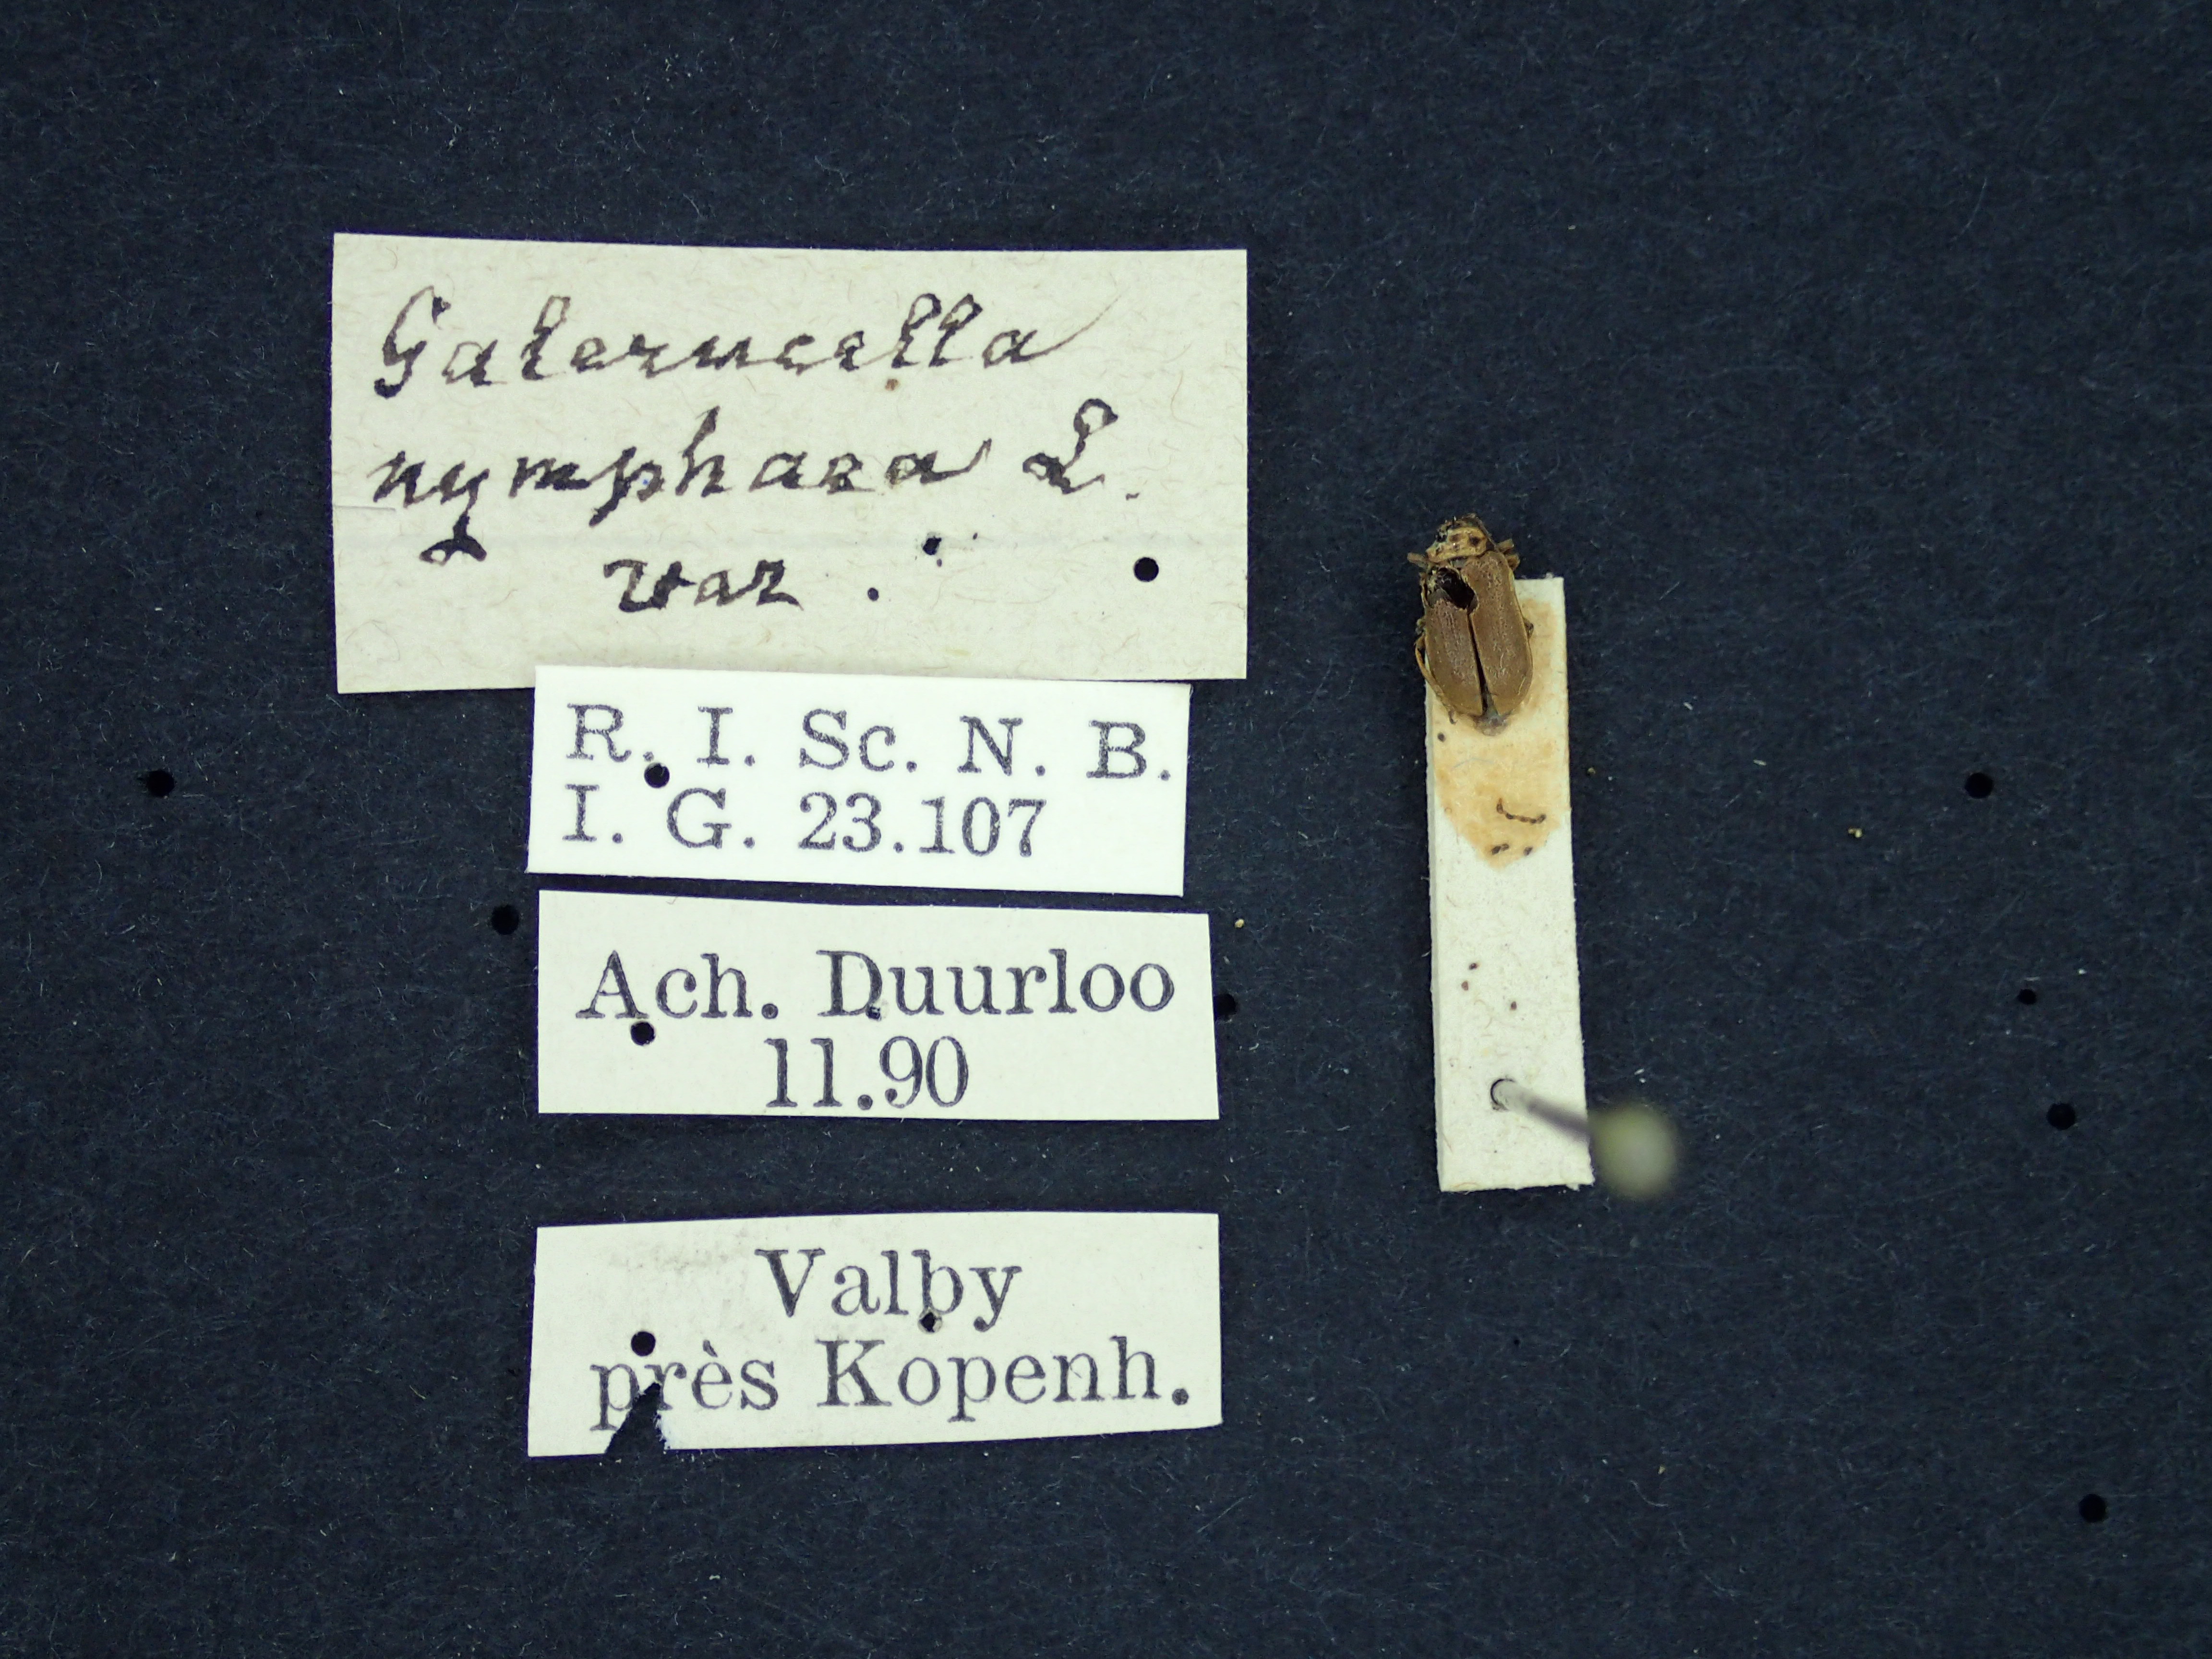 Galerucella
nymphaea L.
var.
R. I. Sc. N. B.
I. G. 23.107
Ach. Duurloo
11.90
Valby
près Kopenh.